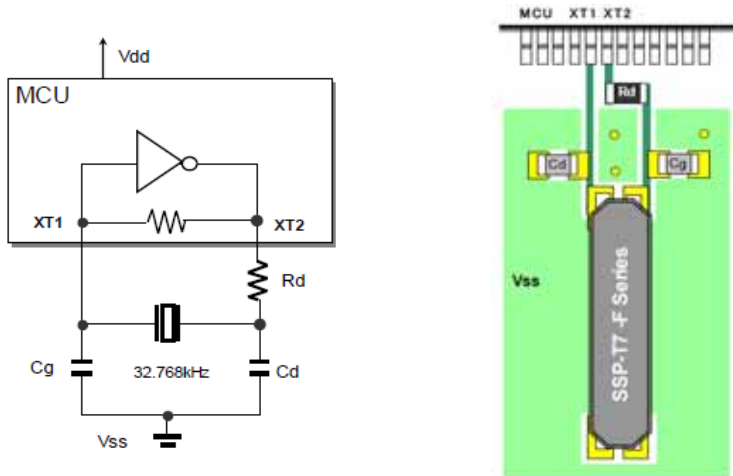 Vdd
MCU
XT1
XT2
Rd
Cg
32.768kHz
Cd
Vss
MCU XT1 XT2
Rd
Cd
Cg
Vss
SSP-T7 -F Series